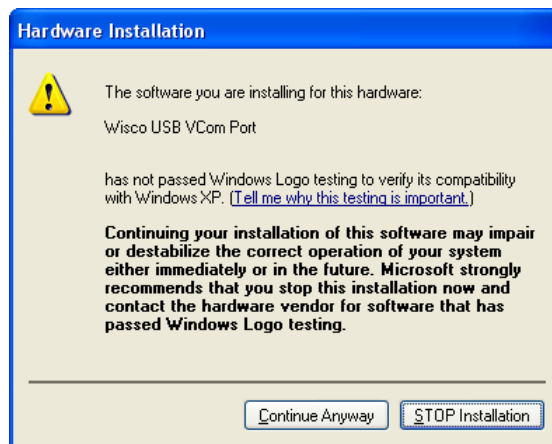 Hardware Installation
The software you are installing for this hardware:
Wisco USB VCom Port
has not passed Windows Logo testing to verify its compatibility
with Windows XP. (Tell me why this testing is important.)
Continuing your installation of this software may impair
or destabilize the correct operation of your system
either immediately or in the future. Microsoft strongly
recommends that you stop this installation now and
contact the hardware vendor for software that has
passed Windows Logo testing.
Continue Anyway
STOP Installation